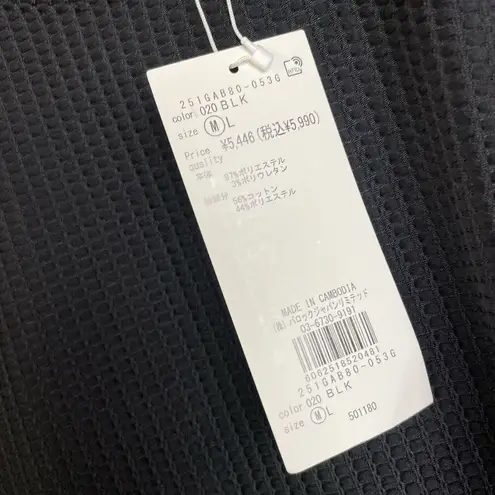 251GAB80-053G
color 020 BLK
size M L
Price ¥5,446(税込¥5,990)
quality
本体 97%ポリエステル
3%ポリウレタン
56%コットン
44%ポリエステル
MADE IN CAMBODIA
(株)バロックジャパンリミテッド
03-6730-9191
251GAB80-053G
color 020 BLK
size M L
501180